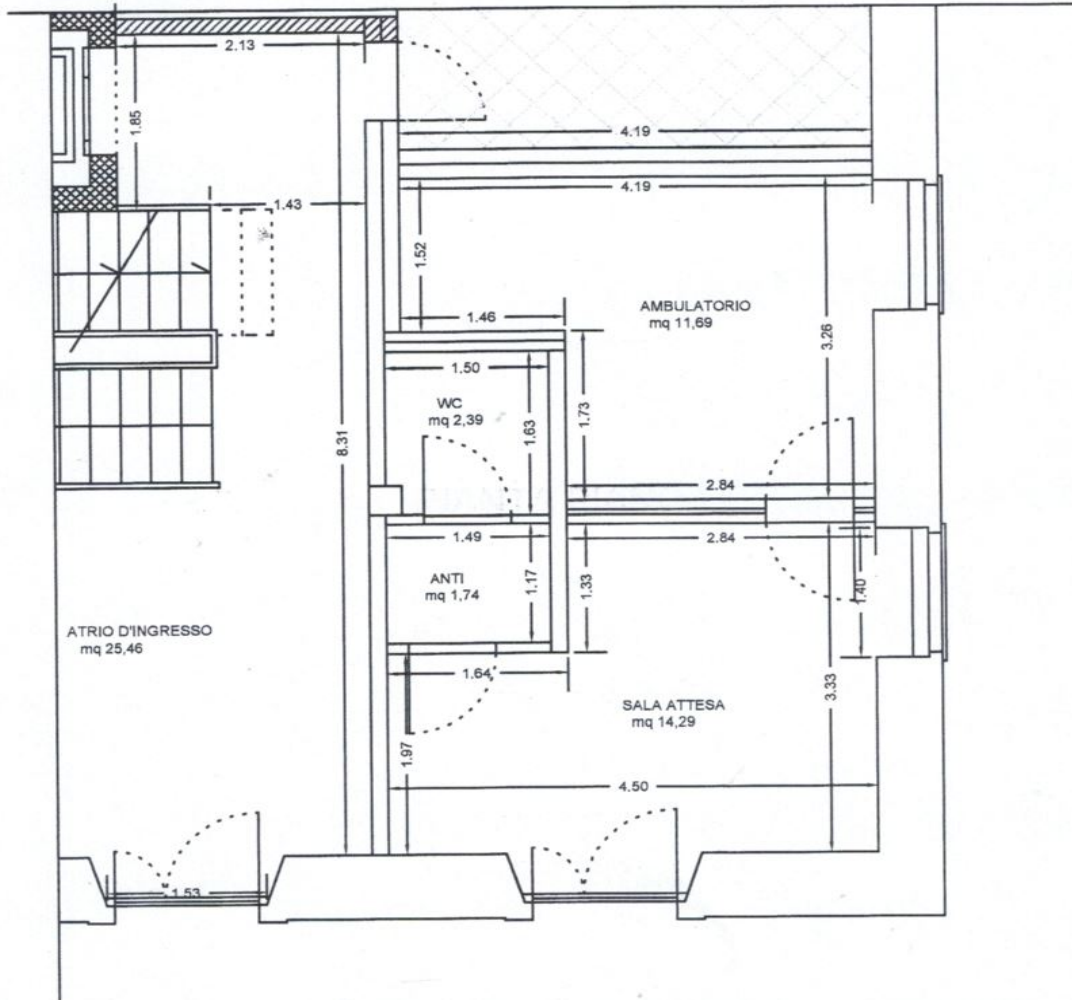 2.13
1.85
4.19
4.19
1.43
1.52
AMBULATORIO
mq 11,69
1.46
3.26
1.50
WC
mq 2,39
1.73
1.63
8.31
2.84
1.49
2.84
ANTI
mq 1,74
1.17
1.33
1.40
ATRIO D'INGRESSO
mq 25,46
1.64
3.33
SALA ATTESA
mq 14,29
1.97
4.50
1.53